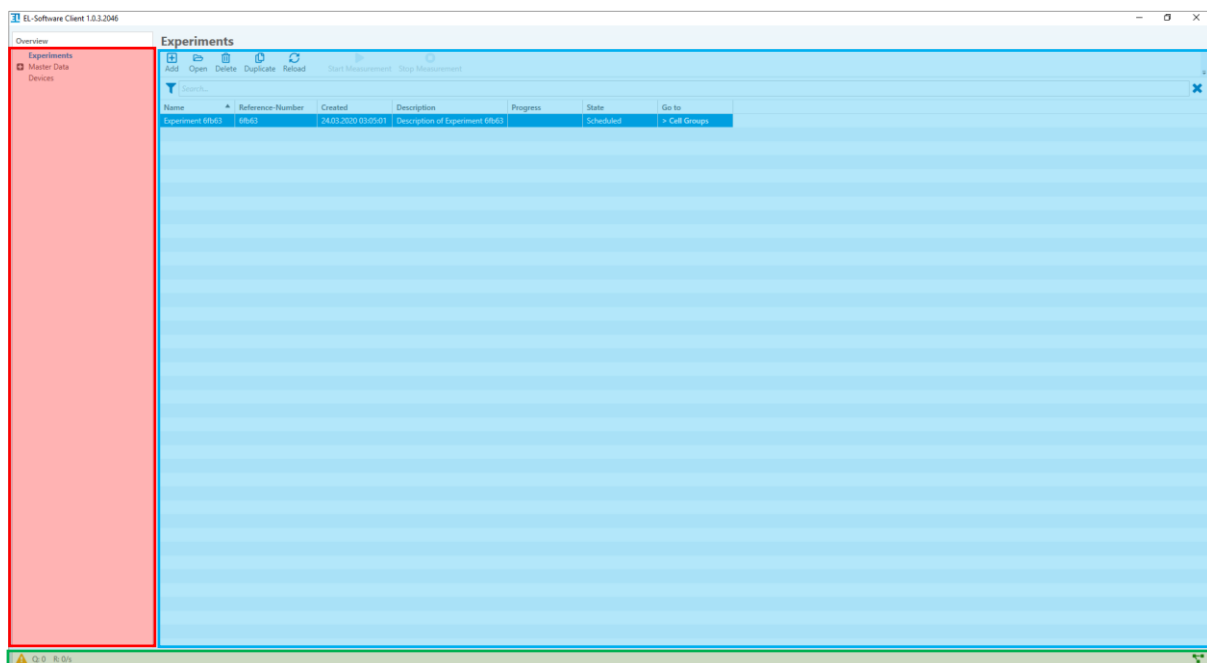 EL-Software Client 1.0.3.2046
Overview
Experiments
Master Data
Devices
Experiments
Add Open Delete Duplicate Reload Start Measurement Stop Measurement
Search...
Name Reference-Number Created Description Progress State Go to
Experiment 6fb63 6fb63 24.03.2020 03:05:01 Description of Experiment 6fb63 Scheduled > Cell Groups
Q: 0 R: 0/s